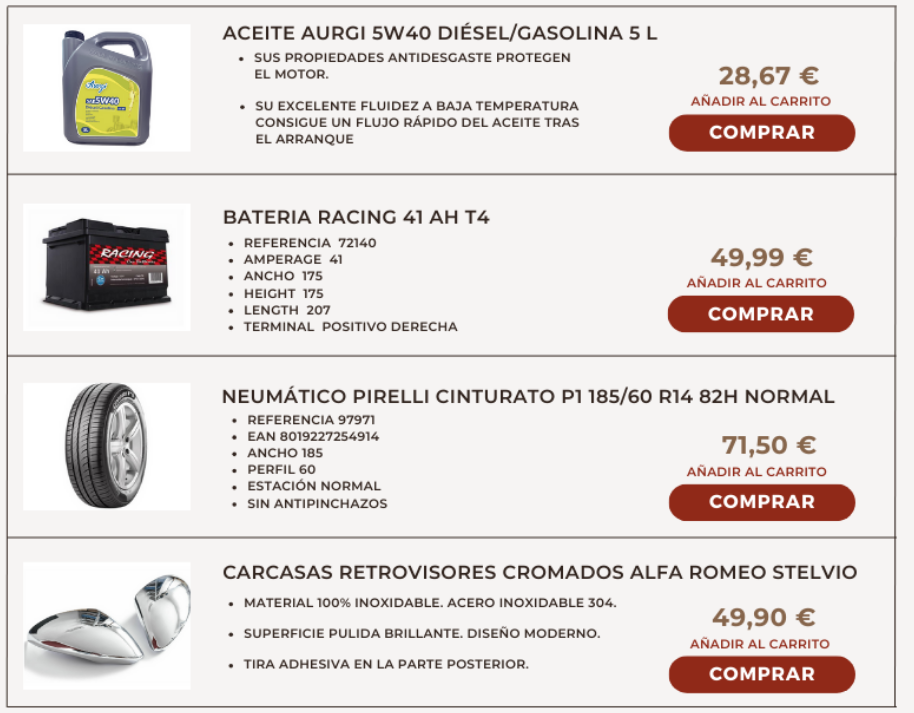 ACEITE AURGI 5W40 DIÉSEL/GASOLINA 5 L
• SUS PROPIEDADES ANTIDESGASTE PROTEGEN
EL MOTOR.
• SU EXCELENTE FLUIDEZ A BAJA TEMPERATURA
CONSIGUE UN FLUJO RÁPIDO DEL ACEITE TRAS
EL ARRANQUE
28,67 €
AÑADIR AL CARRITO
COMPRAR
5W40
BATERIA RACING 41 AH T4
• REFERENCIA 72140
• AMPERAGE 41
• ANCHO 175
• HEIGHT 175
• LENGTH 207
• TERMINAL POSITIVO DERECHA
49,99 €
AÑADIR AL CARRITO
COMPRAR
RACING
NEUMÁTICO PIRELLI CINTURATO P1 185/60 R14 82H NORMAL
• REFERENCIA 97971
• EAN 8019227254914
• ANCHO 185
• PERFIL 60
• ESTACIÓN NORMAL
• SIN ANTIPINCHAZOS
71,50 €
AÑADIR AL CARRITO
COMPRAR
CARCASAS RETROVISORES CROMADOS ALFA ROMEO STELVIO
• MATERIAL 100% INOXIDABLE. ACERO INOXIDABLE 304.
• SUPERFICIE PULIDA BRILLANTE. DISEÑO MODERNO.
• TIRA ADHESIVA EN LA PARTE POSTERIOR.
49,90 €
AÑADIR AL CARRITO
COMPRAR